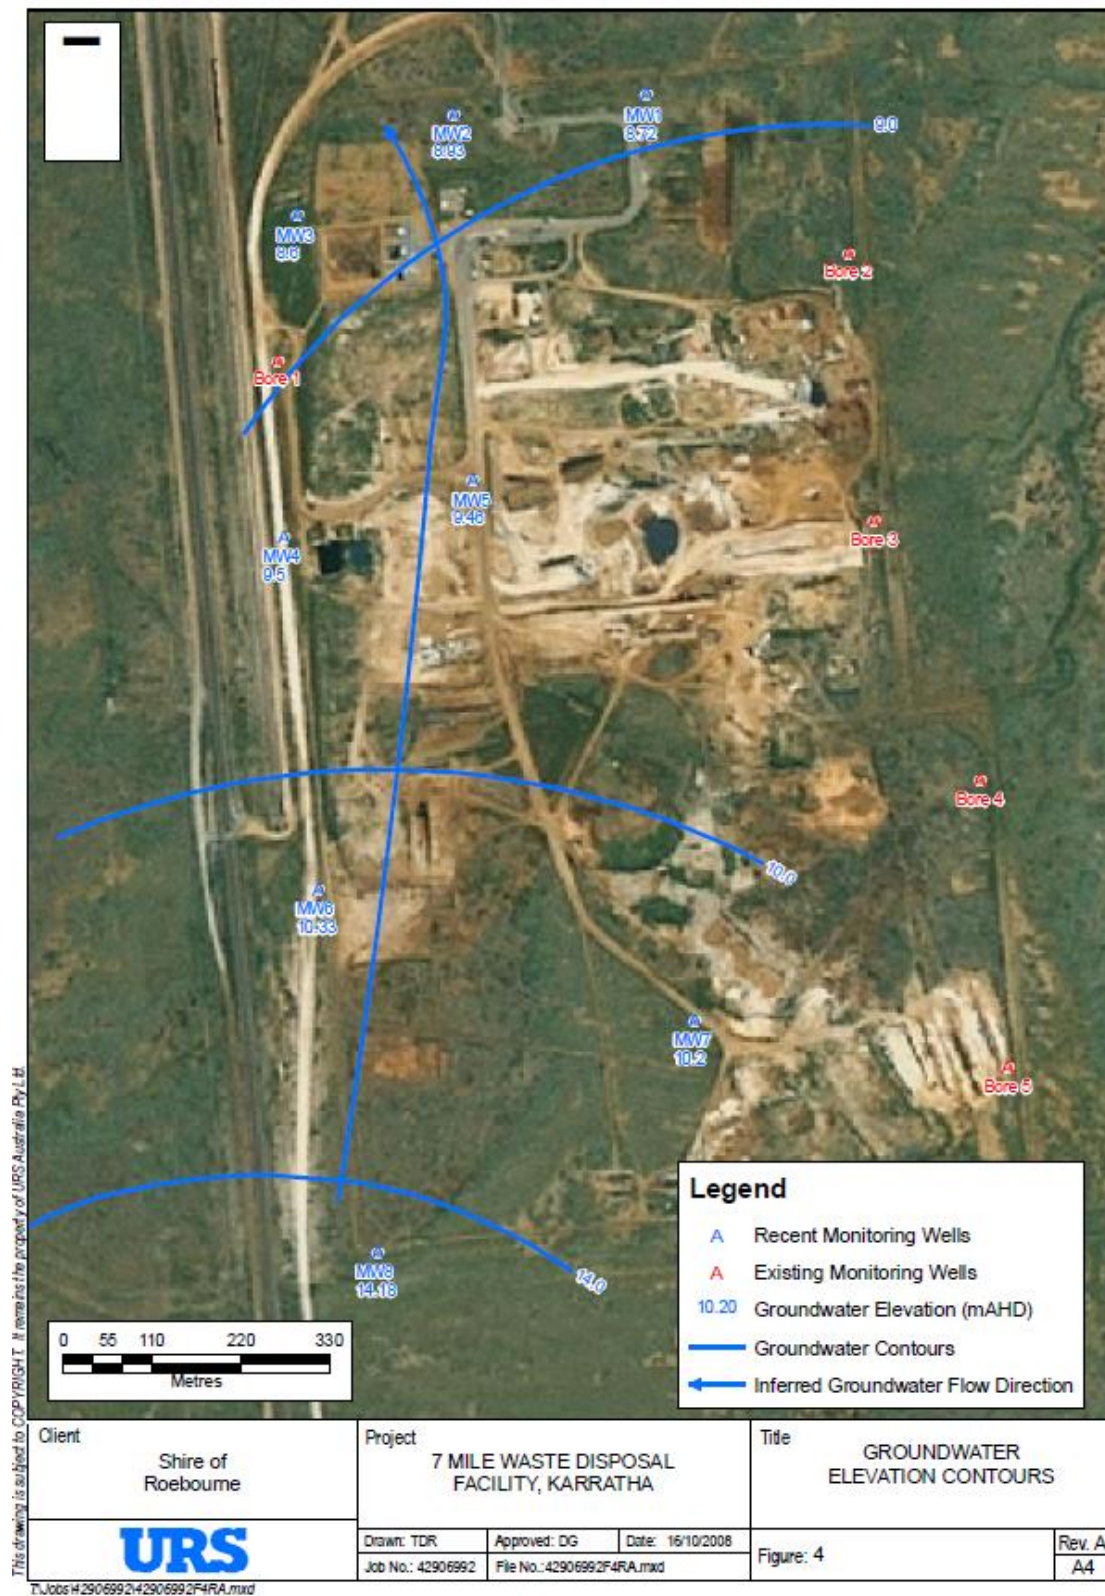 MW1
8.72
9.0
MW2
8.93
MW3
8.6
Bore 2
Bore 1
MW5
9.46
Bore 3
MW4
9.5
Bore 4
10.0
MW6
10.33
MW7
10.2
Bore 5
14.0
MW8
14.18
Legend
A Recent Monitoring Wells
A Existing Monitoring Wells
10.20 Groundwater Elevation (mAHD)
Groundwater Contours
Inferred Groundwater Flow Direction
0 55 110 220 330
Metres
This drawing is subject to COPYRIGHT. It remains the property of URS Australia Pty Ltd.
Client
Shire of
Roebourne
Project
7 MILE WASTE DISPOSAL
FACILITY, KARRATHA
Title
GROUNDWATER
ELEVATION CONTOURS
URS
Drawn: TDR
Approved: DG
Date: 16/10/2008
Job No.: 42906992
File No.:42906992F4RA.mxd
Figure: 4
Rev. A
A4
T:\Jobs\42906992\42906992F4RA.mxd